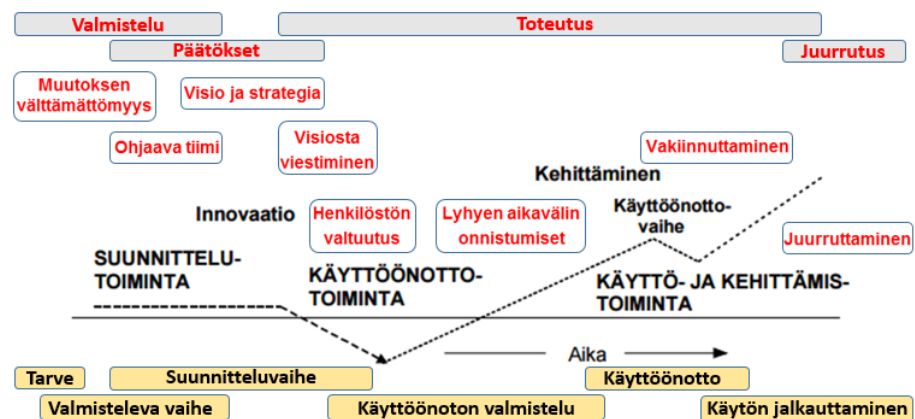 Valmistelu
Toteutus
Päätökset
Juurrutus
Muutoksen
välttämättömyys
Visio ja strategia
Ohjaava tiimi
Visiosta
viestiminen
Vakiinnuttaminen
Kehittäminen
Innovaatio
Henkilöstön
valtuutus
Lyhyen aikavälin
onnistumiset
Käyttöönotto-
vaihe
Juurruttaminen
SUUNNITTELU-
TOIMINTA
KÄYTTÖÖNOTTO-
TOIMINTA
KÄYTTÖ- JA KEHITTÄMIS-
TOIMINTA
Aika
Tarve
Suunnitteluvaihe
Käyttöönotto
Valmisteleva vaihe
Käyttöönoton valmistelu
Käytön jalkauttaminen